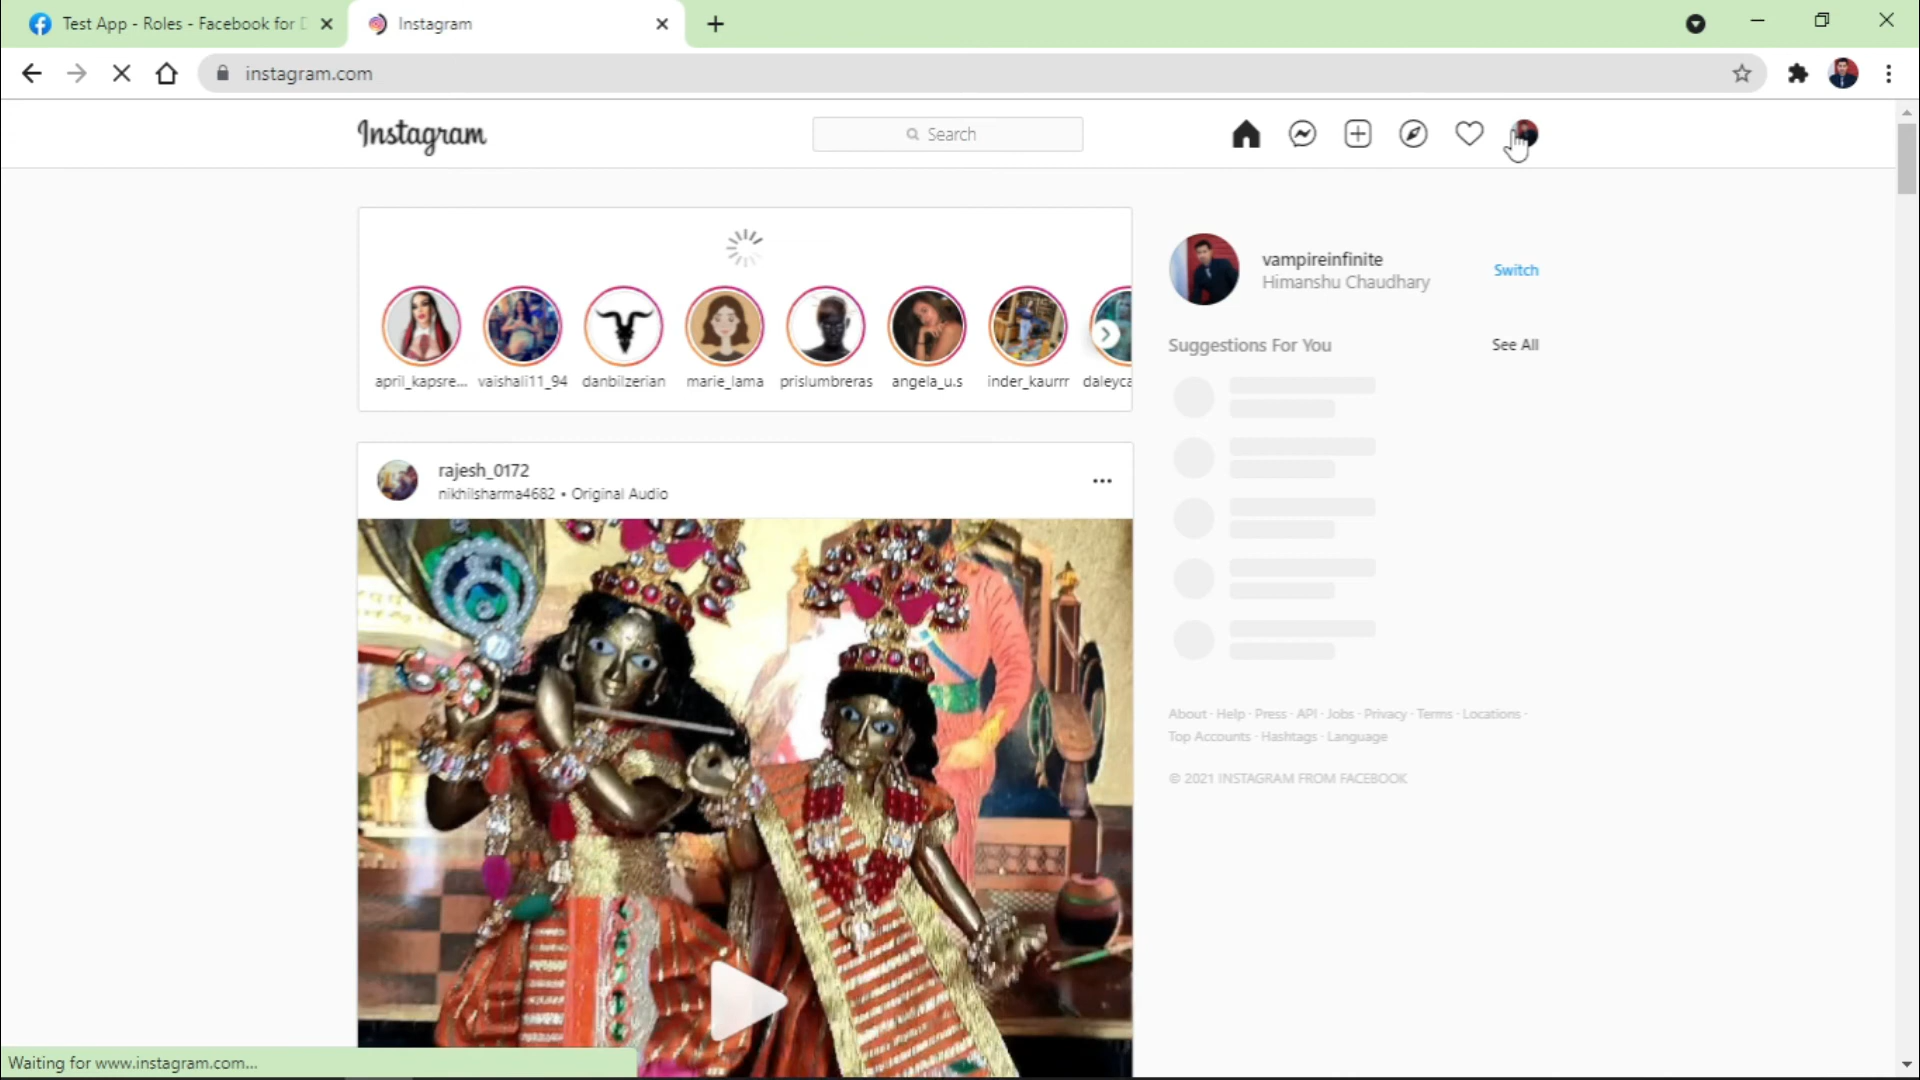 Test App - Roles - Facebook for D
Instagram
instagram.com
Instagram
Search
vampireinfinite
Himanshu Chaudhary
Switch
april_kapsre...
vaishali11_94
danbilzerian
marie_lama
prislumbreras
angela_u.s
inder_kaurrr
daleyca
Suggestions For You
See All
rajesh_0172
nikhilsharma4682 • Original Audio
About · Help · Press · API · Jobs · Privacy · Terms · Locations ·
Top Accounts · Hashtags · Language
© 2021 INSTAGRAM FROM FACEBOOK
Waiting for www.instagram.com...